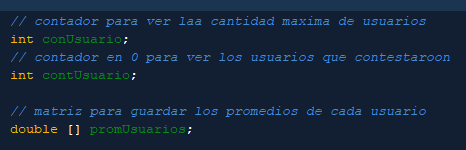 // contador para ver laa cantidad maxima de usuarios
int conUsuario;
// contador en 0 para ver los usuarios que contestaroon
int contUsuario;
// matriz para guardar los promedios de cada usuario
double [] promUsuarios;